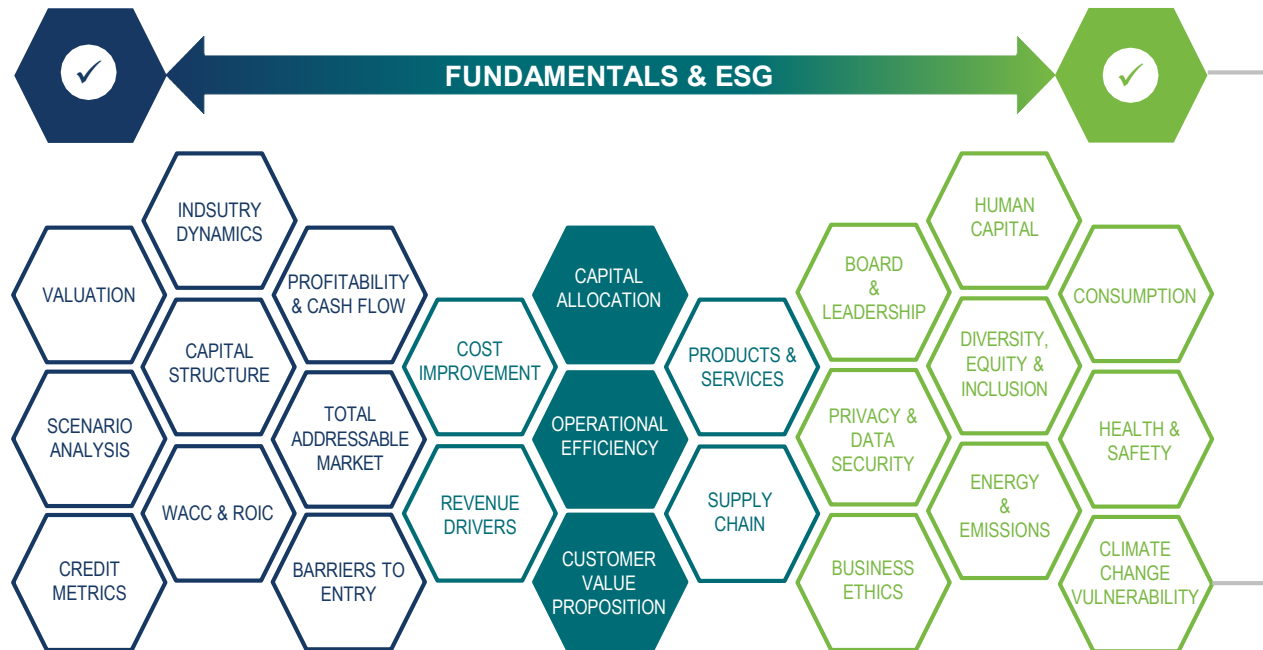 FUNDAMENTALS & ESG
INDSUTRY
DYNAMICS
VALUATION
PROFITABILITY
& CASH FLOW
CAPITAL
STRUCTURE
SCENARIO
ANALYSIS
TOTAL
ADDRESSABLE
MARKET
WACC & ROIC
CREDIT
METRICS
BARRIERS TO
ENTRY
COST
IMPROVEMENT
REVENUE
DRIVERS
CAPITAL
ALLOCATION
OPERATIONAL
EFFICIENCY
CUSTOMER
VALUE
PROPOSITION
PRODUCTS &
SERVICES
SUPPLY
CHAIN
BOARD
&
LEADERSHIP
PRIVACY &
DATA
SECURITY
BUSINESS
ETHICS
HUMAN
CAPITAL
DIVERSITY,
EQUITY &
INCLUSION
ENERGY
&
EMISSIONS
CONSUMPTION
HEALTH &
SAFETY
CLIMATE
CHANGE
VULNERABILITY